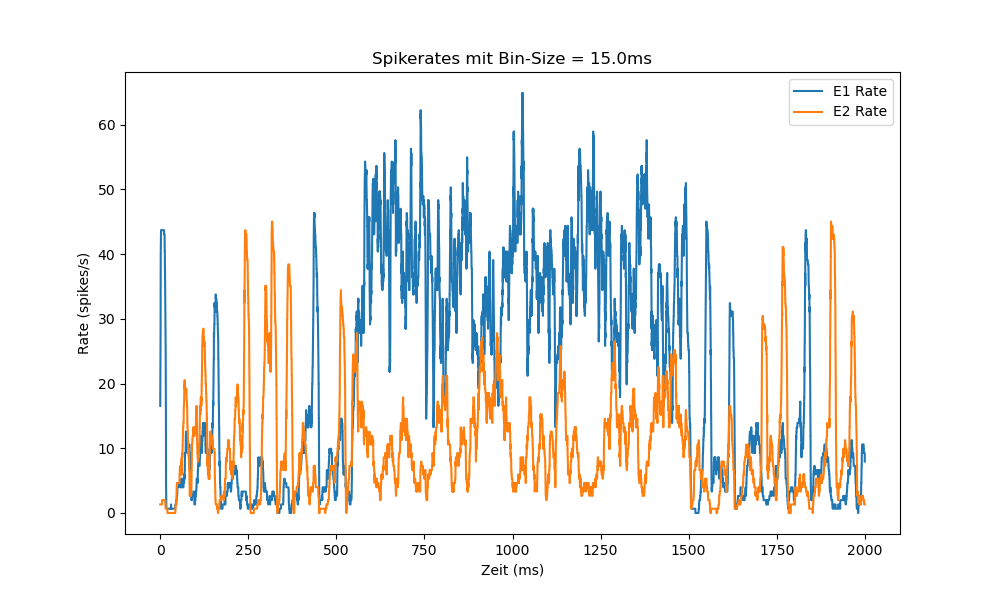 Spikerates mit Bin-Size = 15.0ms
E1 Rate
E2 Rate
60
50
40
30
20
10
0
Rate (spikes/s)
0 250 500 750 1000 1250 1500 1750 2000
Zeit (ms)